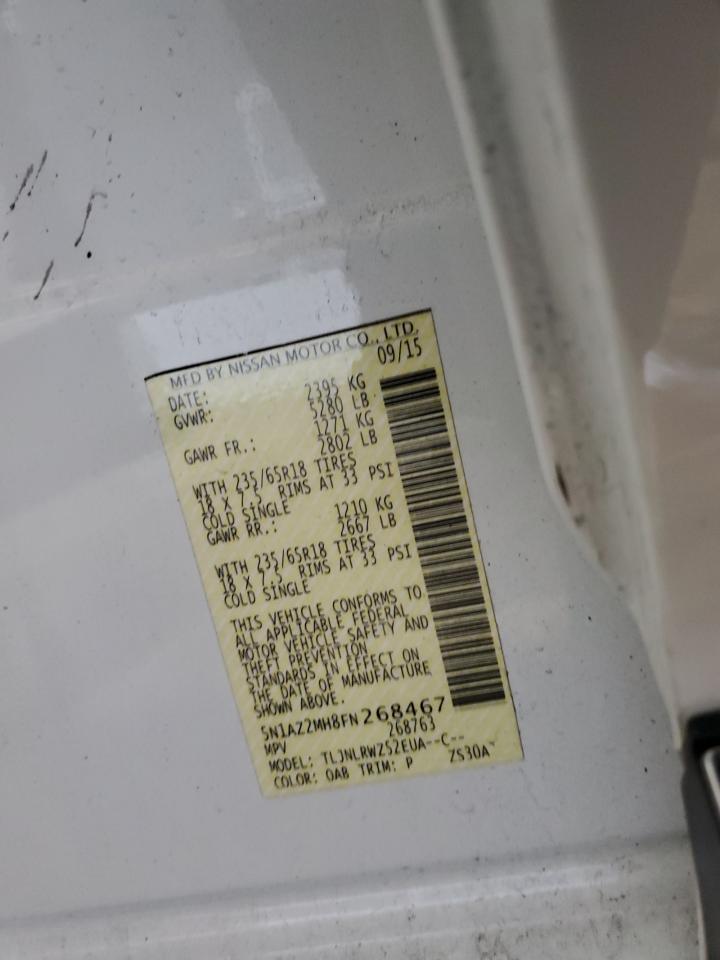 MFD BY NISSAN MOTOR CO., LTD.
DATE: 09/15
GVWR: 2395 KG
5280 LB
GAWR FR.: 1271 KG
2802 LB
WITH 235/65R18 TIRES
18 X 7.5 RIMS AT 33 PSI
COLD SINGLE
GAWR RR.: 1210 KG
2667 LB
WITH 235/65R18 TIRES
18 X 7.5 RIMS AT 33 PSI
COLD SINGLE
THIS VEHICLE CONFORMS TO
ALL APPLICABLE FEDERAL
MOTOR VEHICLE SAFETY AND
THEFT PREVENTION
STANDARDS IN EFFECT ON
THE DATE OF MANUFACTURE
SHOWN ABOVE.
5N1AZ2MH8FN268467
MPV 268763
MODEL: TLJNLRWZ52EUA--C--
COLOR: QAB TRIM: P ZS30A